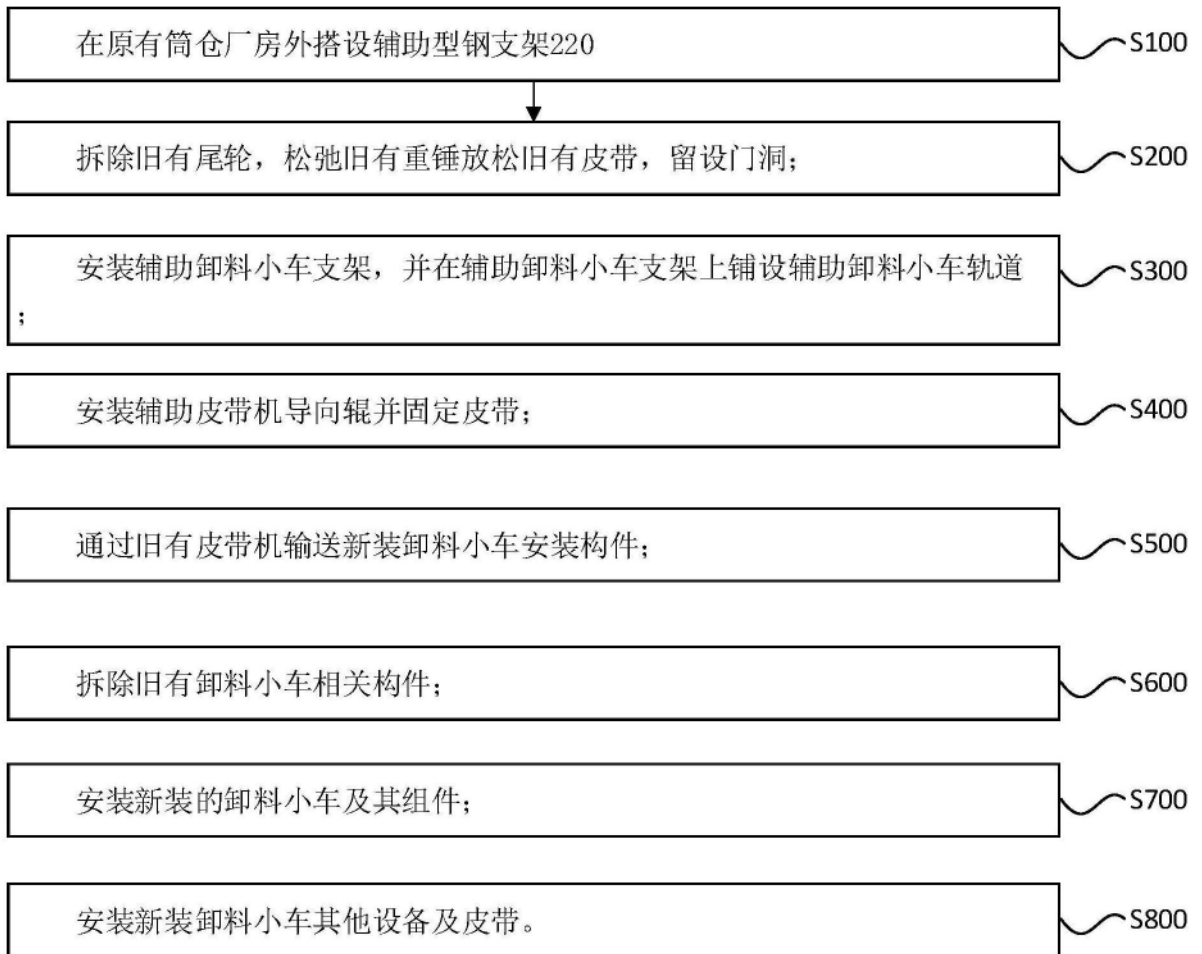 在原有筒仓厂房外搭设辅助型钢支架220
S100
拆除旧有尾轮，松弛旧有重锤放松旧有皮带，留设门洞；
S200
安装辅助卸料小车支架，并在辅助卸料小车支架上铺设辅助卸料小车轨道
；
S300
安装辅助皮带机导向辊并固定皮带；
S400
通过旧有皮带机输送新装卸料小车安装构件；
S500
拆除旧有卸料小车相关构件；
S600
安装新装的卸料小车及其组件；
S700
安装新装卸料小车其他设备及皮带。
S800